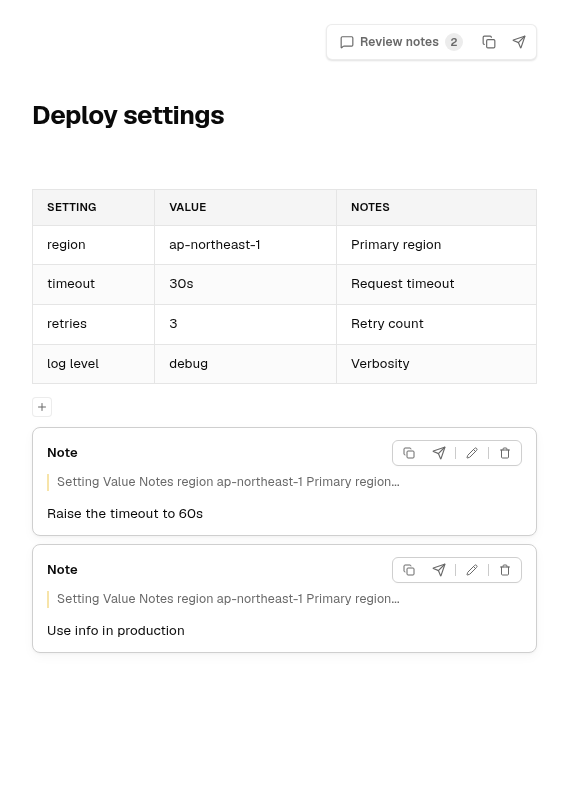 Review notes 2
Deploy settings
SETTING VALUE NOTES
region ap-northeast-1 Primary region
timeout 30s Request timeout
retries 3 Retry count
log level debug Verbosity
Note
Setting Value Notes region ap-northeast-1 Primary region...
Raise the timeout to 60s
Note
Setting Value Notes region ap-northeast-1 Primary region...
Use info in production